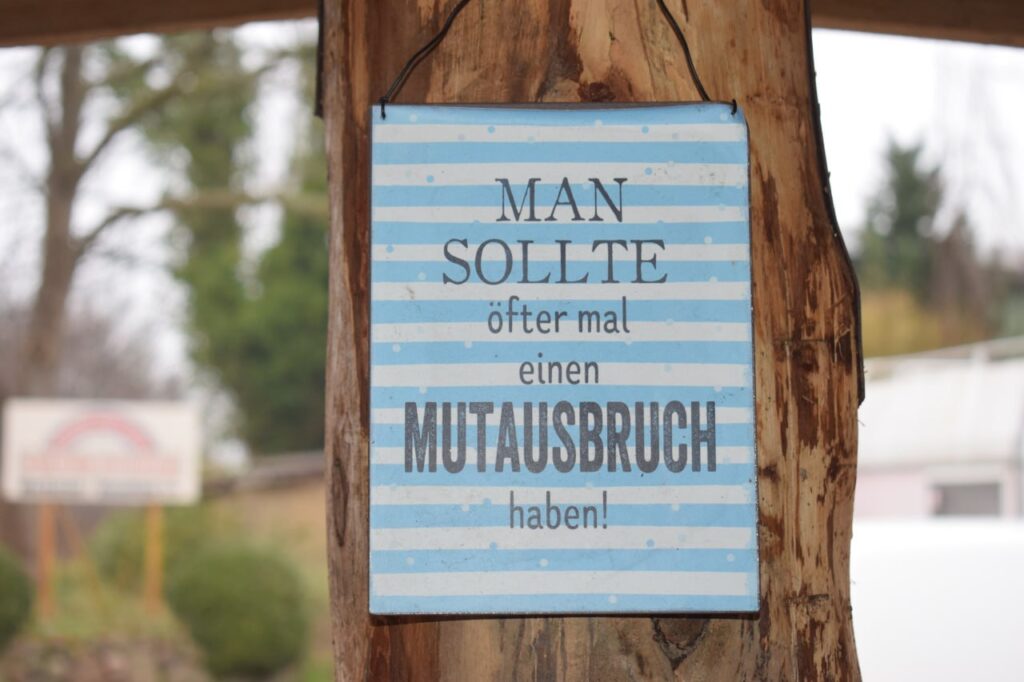 MAN
SOLLTE
öfter mal
einen
MUTAUSBRUCH
haben!